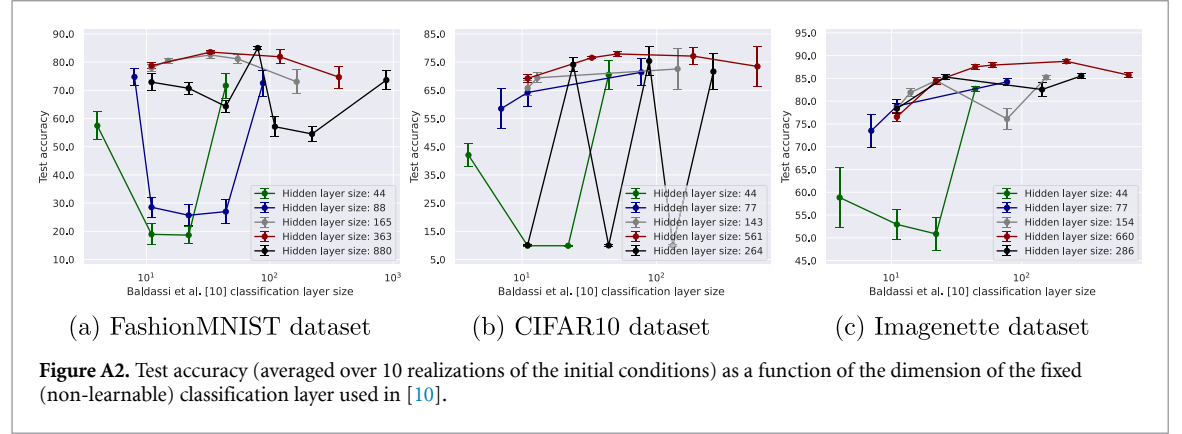 90.0
80.0
70.0
60.0
50.0
40.0
30.0
20.0
10.0
Test accuracy
10¹ 10² 10³
Baldassi et al. [10] classification layer size
Hidden layer size: 44
Hidden layer size: 88
Hidden layer size: 165
Hidden layer size: 363
Hidden layer size: 880
(a) FashionMNIST dataset
85.0
75.0
65.0
55.0
45.0
35.0
25.0
15.0
5.0
Test accuracy
10¹ 10²
Baldassi et al. [10] classification layer size
Hidden layer size: 44
Hidden layer size: 77
Hidden layer size: 143
Hidden layer size: 561
Hidden layer size: 264
(b) CIFAR10 dataset
95.0
90.0
85.0
80.0
75.0
70.0
65.0
60.0
55.0
50.0
45.0
Test accuracy
10¹ 10²
Baldassi et al. [10] classification layer size
Hidden layer size: 44
Hidden layer size: 77
Hidden layer size: 154
Hidden layer size: 660
Hidden layer size: 286
(c) Imagenette dataset
Figure A2. Test accuracy (averaged over 10 realizations of the initial conditions) as a function of the dimension of the fixed
(non-learnable) classification layer used in [10].